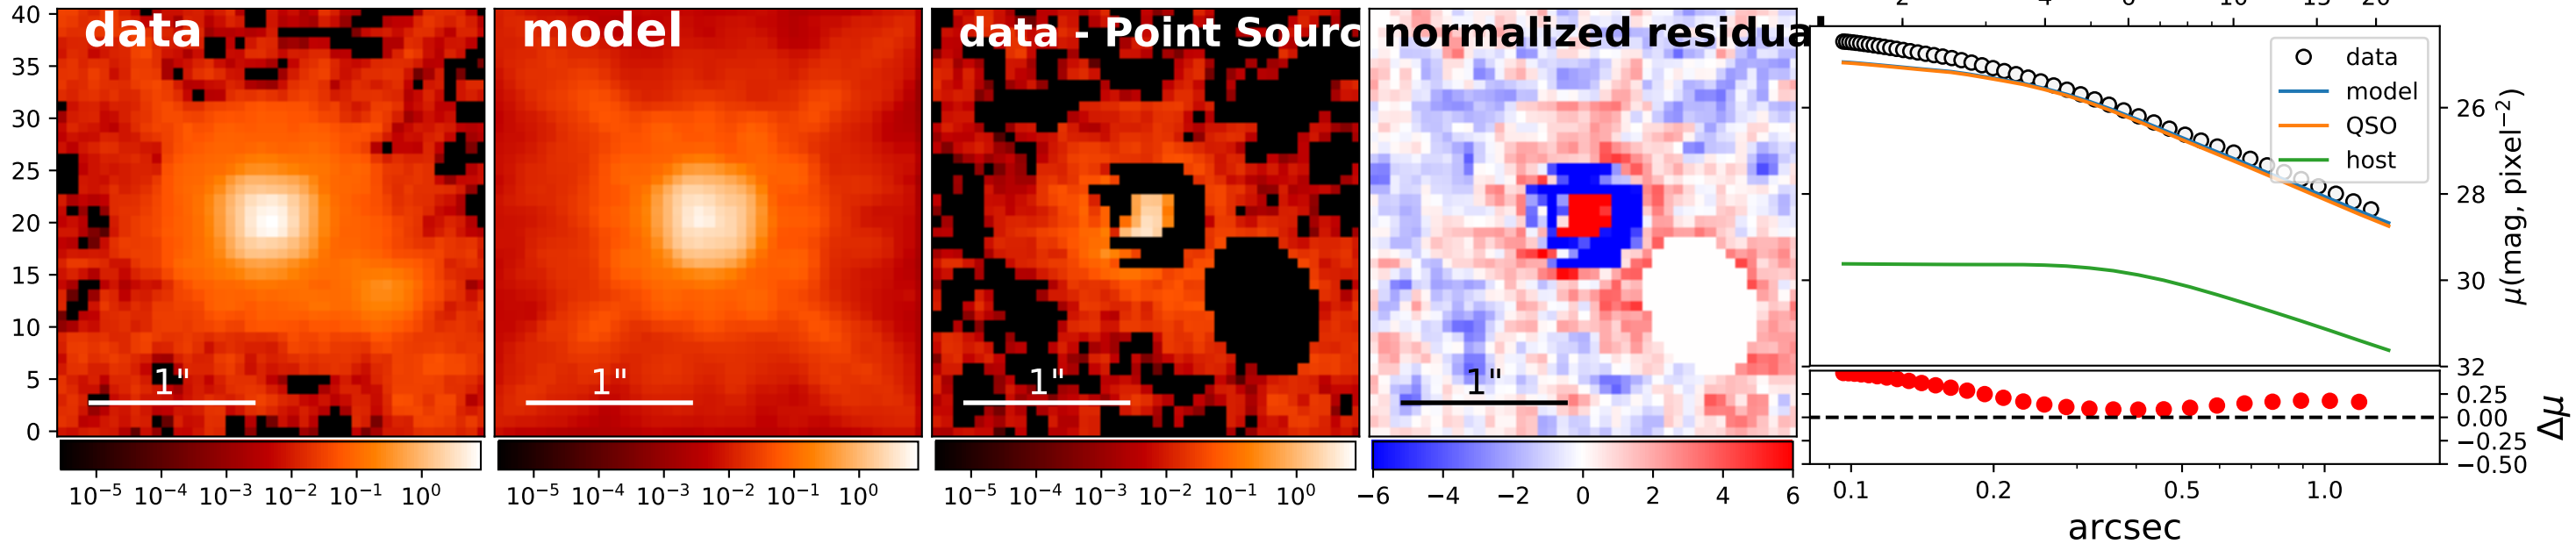 data
model
data - Point Sourc
normalized residual
40
35
30
25
20
15
10
5
0
1"
1"
1"
1"
10⁻⁵ 10⁻⁴ 10⁻³ 10⁻² 10⁻¹ 10⁰
10⁻⁵ 10⁻⁴ 10⁻³ 10⁻² 10⁻¹ 10⁰
10⁻⁵ 10⁻⁴ 10⁻³ 10⁻² 10⁻¹ 10⁰
−6 −4 −2 0 2 4 6
data
model
QSO
host
26
28
30
32
μ(mag, pixel⁻²)
0.25
0.00
−0.25
−0.50
Δμ
0.1 0.2 0.5 1.0
arcsec